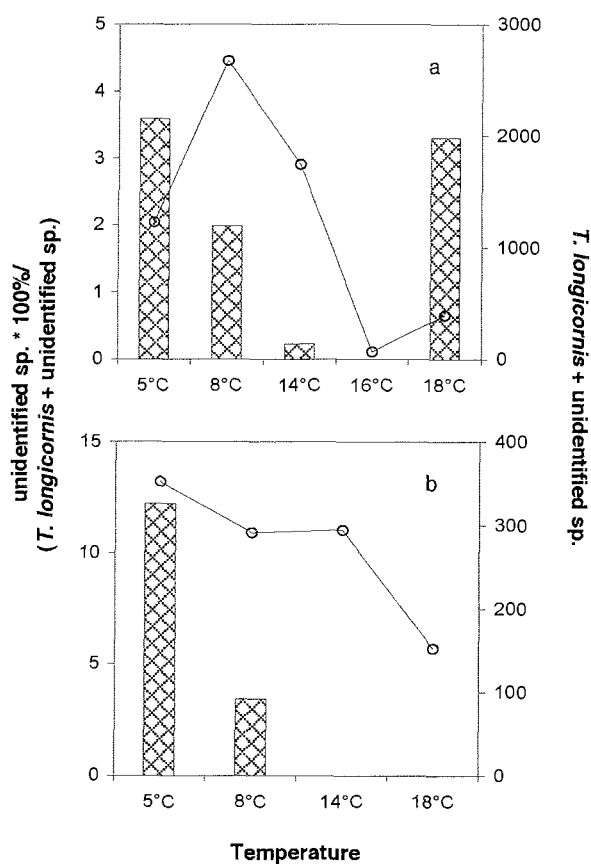 5
4
3
2
1
0
3000
2000
1000
0
a
5°C 8°C 14°C 16°C 18°C
unidentified sp. * 100%/
(T. longicornis + unidentified sp.)
T. longicornis + unidentified sp.
15
10
5
0
400
300
200
100
0
b
5°C 8°C 14°C 18°C
Temperature